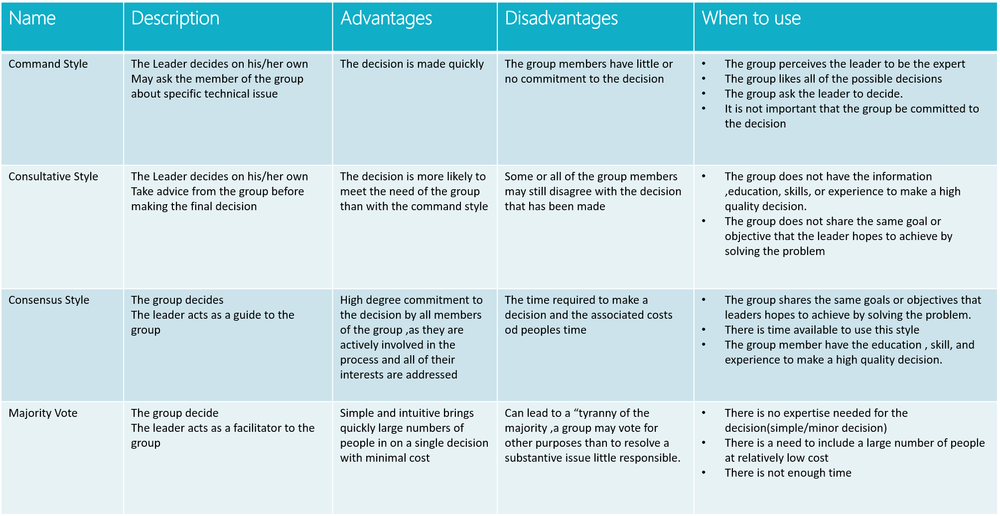 Name
Description
Advantages
Disadvantages
When to use
Command Style
The Leader decides on his/her own
May ask the member of the group
about specific technical issue
The decision is made quickly
The group members have little or
no commitment to the decision
• The group perceives the leader to be the expert
• The group likes all of the possible decisions
• The group ask the leader to decide.
• It is not important that the group be committed to
the decision
Consultative Style
The Leader decides on his/her own
Take advice from the group before
making the final decision
The decision is more likely to
meet the need of the group
than with the command style
Some or all of the group members
may still disagree with the decision
that has been made
• The group does not have the information
,education, skills, or experience to make a high
quality decision.
• The group does not share the same goal or
objective that the leader hopes to achieve by
solving the problem
Consensus Style
The group decides
The leader acts as a guide to the
group
High degree commitment to
the decision by all members
of the group ,as they are
actively involved in the
process and all of their
interests are addressed
The time required to make a
decision and the associated costs
od peoples time
• The group shares the same goals or objectives that
leaders hopes to achieve by solving the problem.
• There is time available to use this style
• The group member have the education , skill, and
experience to make a high quality decision.
Majority Vote
The group decide
The leader acts as a facilitator to the
group
Simple and intuitive brings
quickly large numbers of
people in on a single decision
with minimal cost
Can lead to a “tyranny of the
majority ,a group may vote for
other purposes than to resolve a
substantive issue little responsible.
• There is no expertise needed for the
decision(simple/minor decision)
• There is a need to include a large number of people
at relatively low cost
• There is not enough time